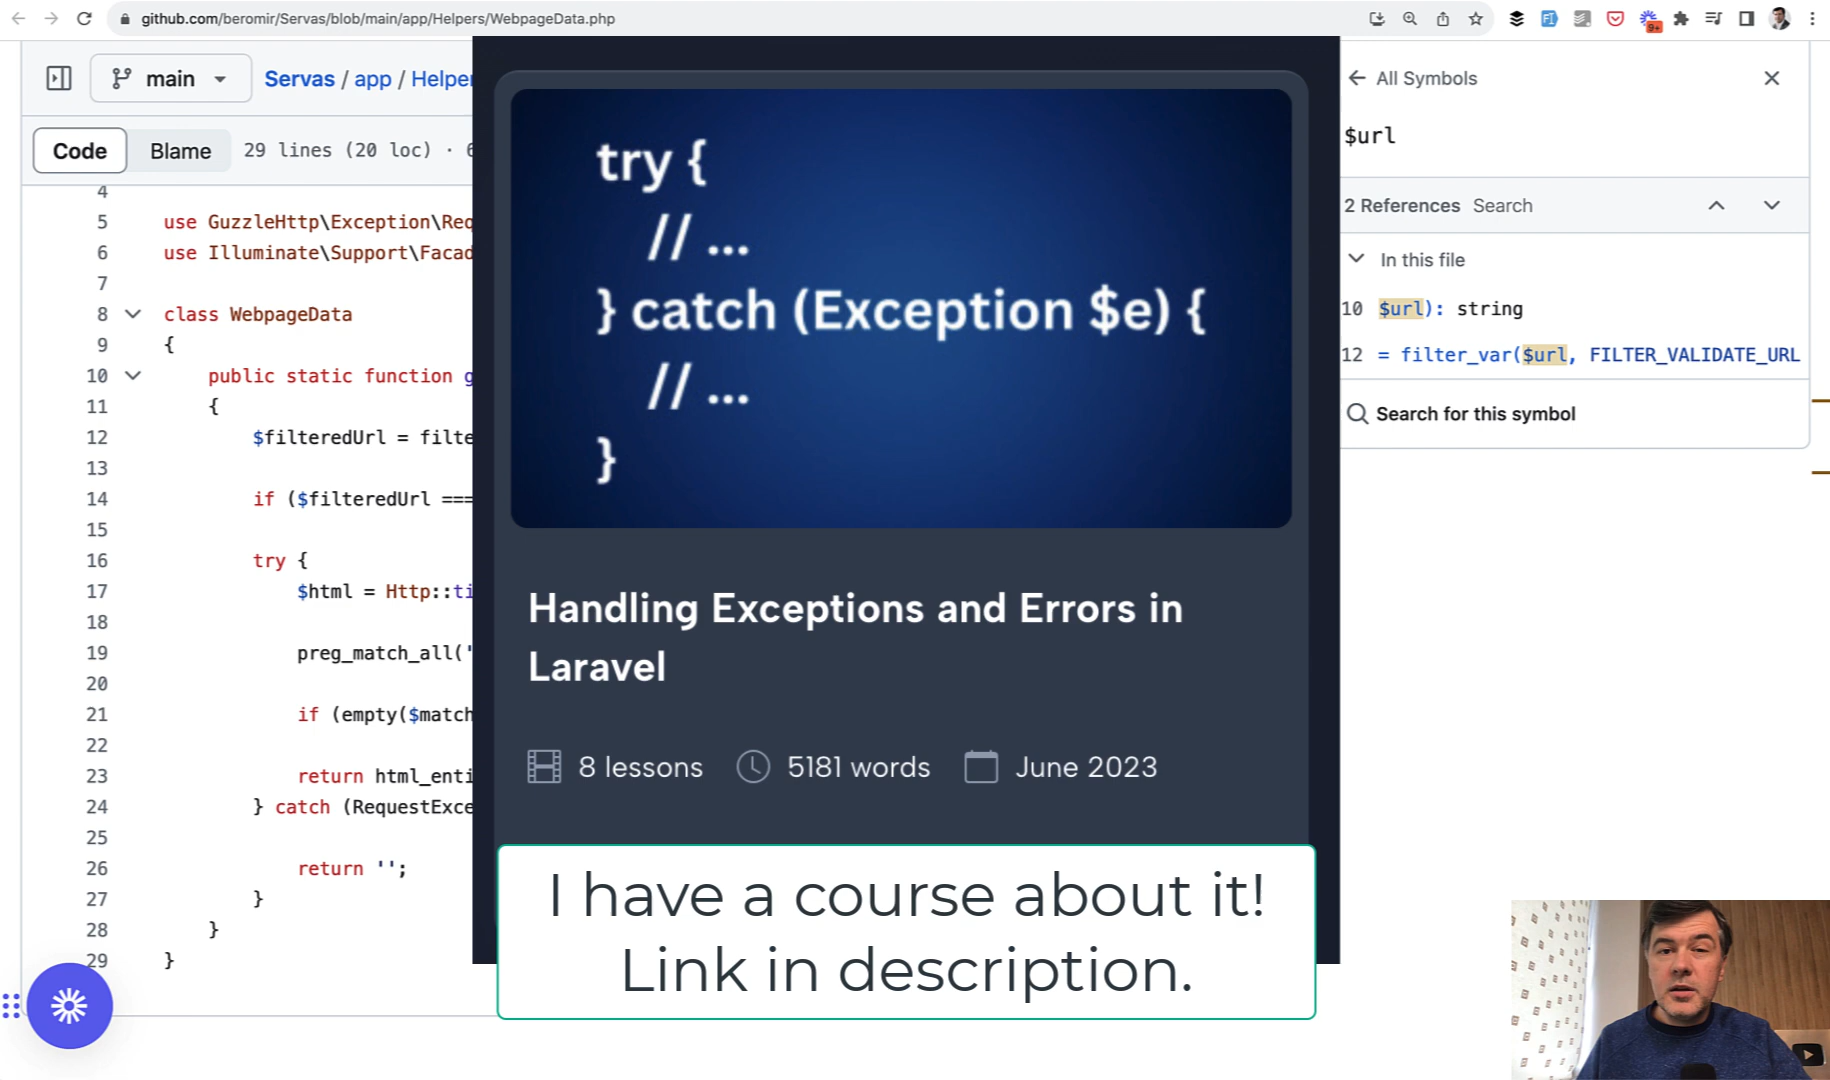 github.com/beromir/Servas/blob/main/app/Helpers/WebpageData.php
9+
main
Servas / app / Helper
Code
Blame
29 lines (20 loc) ·
4
5 use GuzzleHttp\Exception\Req
6 use Illuminate\Support\Facad
7
8 class WebpageData
9 {
10 public static function g
11 {
12 $filteredUrl = filte
13
14 if ($filteredUrl ===
15
16 try {
17 $html = Http::ti
18
19 preg_match_all('
20
21 if (empty($match
22
23 return html_enti
24 } catch (RequestExce
25
26 return '';
27 }
28 }
29 }
try {
// ...
} catch (Exception $e) {
// ...
}
Handling Exceptions and Errors in
Laravel
8 lessons
5181 words
June 2023
I have a course about it!
Link in description.
All Symbols
$url
2 References Search
In this file
10 $url): string
12 = filter_var($url, FILTER_VALIDATE_URL
Search for this symbol